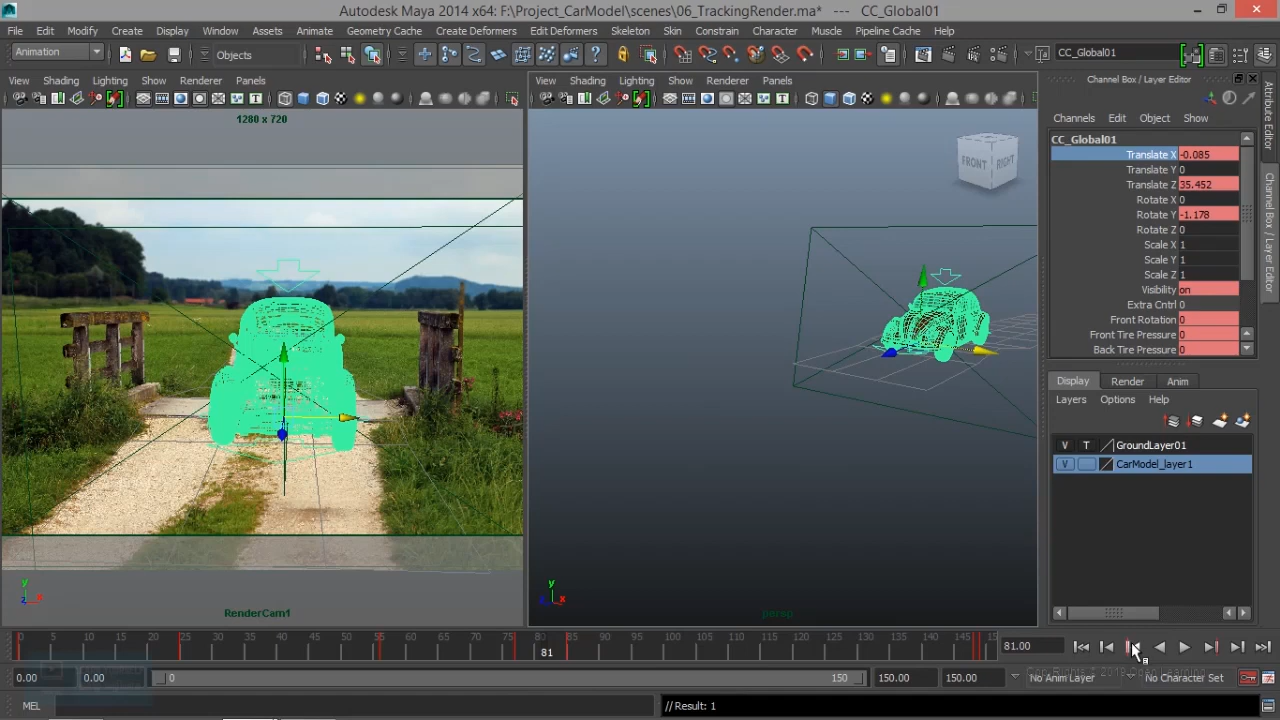 Autodesk Maya 2014 x64: F:\Project_CarModel\scenes\06_TrackingRender.ma* --- CC_Global01
File Edit Modify Create Display Window Assets Animate Geometry Cache Create Deformers Edit Deformers Skeleton Skin Constrain Character Muscle Pipeline Cache Help
Animation Objects CC_Global01
View Shading Lighting Show Renderer Panels
View Shading Lighting Show Renderer Panels
Channel Box / Layer Editor
1280 x 720
FRONT RIGHT
Channels Edit Object Show
CC_Global01
Translate X -0.085
Translate Y 0
Translate Z 35.452
Rotate X 0
Rotate Y -1.178
Rotate Z 0
Scale X 1
Scale Y 1
Scale Z 1
Visibility on
Extra Cntrl 0
Front Rotation 0
Front Tire Pressure 0
Back Tire Pressure 0
Attribute Editor
Channel Box / Layer Editor
Display Render Anim
Layers Options Help
V T GroundLayer01
V CarModel_layer1
y
z x
RenderCam1
y
x
persp
0 5 10 15 20 25 30 35 40 45 50 55 60 65 70 75 80 85 90 95 100 105 110 115 120 125 130 135 140 145 15
81
81.00
0.00 0.00 0 150 150.00 150.00 No Anim Layer No Character Set
MEL // Result: 1